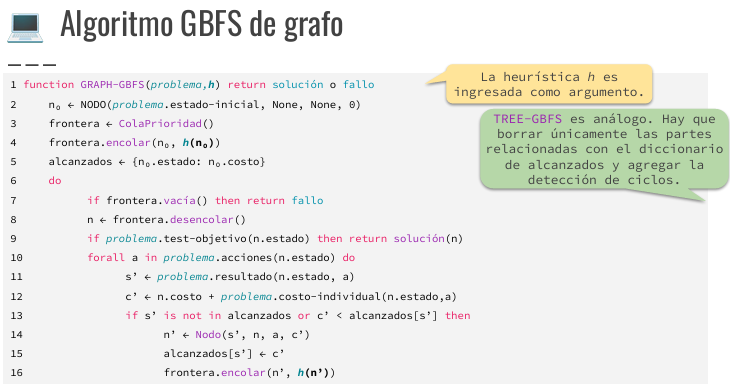 Algoritmo GBFS de grafo
La heurística h es
ingresada como argumento.
TREE-GBFS es análogo. Hay que
borrar únicamente las partes
relacionadas con el diccionario
de alcanzados y agregar la
detección de ciclos.
1 function GRAPH-GBFS(problema,h) return solución o fallo
2 n₀ ← NODO(problema.estado-inicial, None, None, 0)
3 frontera ← ColaPrioridad()
4 frontera.encolar(n₀, h(n₀))
5 alcanzados ← {n₀.estado: n₀.costo}
6 do
7 if frontera.vacía() then return fallo
8 n ← frontera.desencolar()
9 if problema.test-objetivo(n.estado) then return solución(n)
10 forall a in problema.acciones(n.estado) do
11 s’ ← problema.resultado(n.estado, a)
12 c’ ← n.costo + problema.costo-individual(n.estado,a)
13 if s’ is not in alcanzados or c’ < alcanzados[s’] then
14 n’ ← Nodo(s’, n, a, c’)
15 alcanzados[s’] ← c’
16 frontera.encolar(n’, h(n’))